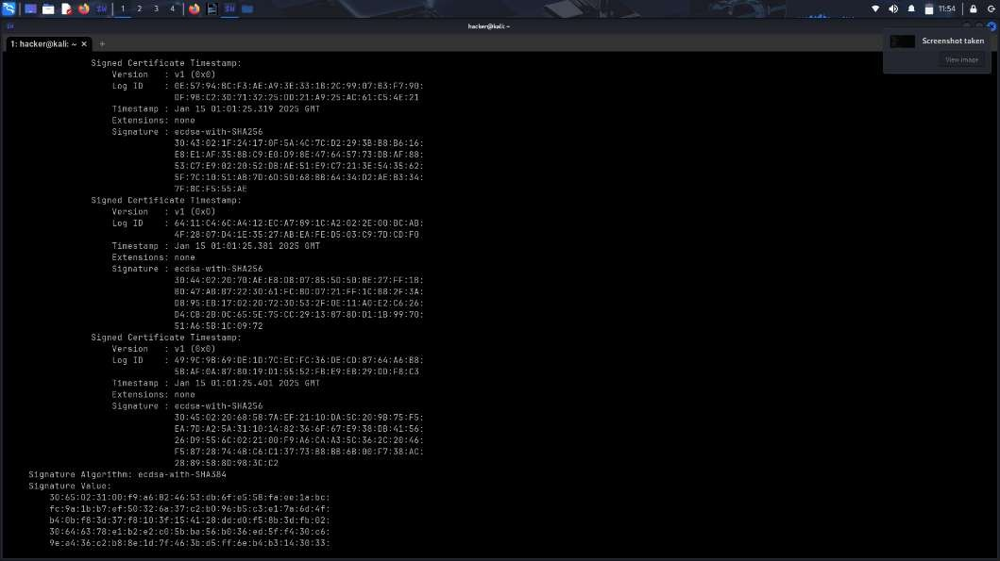 1 2 3 4
11:54
hacker@kali: ~
1: hacker@kali: ~
Screenshot taken
View image
Signed Certificate Timestamp:
Version : v1 (0x0)
Log ID : 0E:57:94:BC:F3:AE:A9:3E:33:1B:2C:99:07:B3:F7:90:
DF:9B:C2:3D:71:32:25:DD:21:A9:25:AC:61:C5:4E:21
Timestamp : Jan 15 01:01:25.319 2025 GMT
Extensions: none
Signature : ecdsa-with-SHA256
30:43:02:1F:24:17:0F:5A:4C:7C:D2:29:3B:B8:B6:16:
E8:E1:AF:35:8B:C9:E0:D9:8E:47:64:57:73:DB:AF:88:
53:C7:E9:02:20:52:DB:AE:51:E9:C7:21:3E:54:35:62:
5F:7C:10:51:AB:7D:6D:50:68:BB:64:34:D2:AE:B3:34:
7F:8C:F5:55:AE
Signed Certificate Timestamp:
Version : v1 (0x0)
Log ID : 64:11:C4:6C:A4:12:EC:A7:89:1C:A2:02:2E:00:BC:AB:
4F:28:07:D4:1E:35:27:AB:EA:FE:D5:03:C9:7D:CD:F0
Timestamp : Jan 15 01:01:25.381 2025 GMT
Extensions: none
Signature : ecdsa-with-SHA256
30:44:02:20:70:AE:E8:D8:07:85:5D:50:BE:27:FF:18:
80:47:AB:87:22:30:61:FC:8D:D7:21:FF:1C:88:2F:3A:
D8:95:EB:17:02:20:72:3D:53:2F:0E:11:A0:E2:C6:26:
D4:CB:2B:0C:65:5E:75:CC:29:13:87:8D:D1:1B:99:70:
51:A6:5B:1C:09:72
Signed Certificate Timestamp:
Version : v1 (0x0)
Log ID : 49:9C:9B:69:DE:1D:7C:EC:FC:36:DE:CD:87:64:A6:B8:
5B:AF:0A:87:80:19:D1:55:52:FB:E9:EB:29:DD:F8:C3
Timestamp : Jan 15 01:01:25.401 2025 GMT
Extensions: none
Signature : ecdsa-with-SHA256
30:45:02:20:68:58:7A:EF:21:10:DA:5C:20:9B:75:F5:
EA:7D:A2:5A:31:10:14:82:36:6F:67:E9:38:DB:41:56:
26:D9:55:6C:02:21:00:F9:A6:CA:A3:5C:36:2C:20:46:
F5:87:28:74:4B:C6:C1:37:73:B8:BB:6B:00:F7:38:AC:
28:89:58:8D:98:3C:C2
Signature Algorithm: ecdsa-with-SHA384
Signature Value:
30:65:02:31:00:f9:a6:82:46:53:db:6f:e5:58:fa:ee:1a:bc:
fc:9a:1b:b7:ef:50:32:6a:37:c2:b0:96:b5:c3:e1:7a:6d:4f:
b4:0b:f8:3d:37:f8:10:3f:15:41:28:dd:d0:f5:8b:3d:fb:02:
30:64:63:78:e1:b2:e2:c0:5b:ba:56:b0:36:ed:5f:f4:30:c6:
9e:a4:36:c2:b8:8e:1d:7f:46:3b:d5:ff:6e:b4:b3:14:30:33: